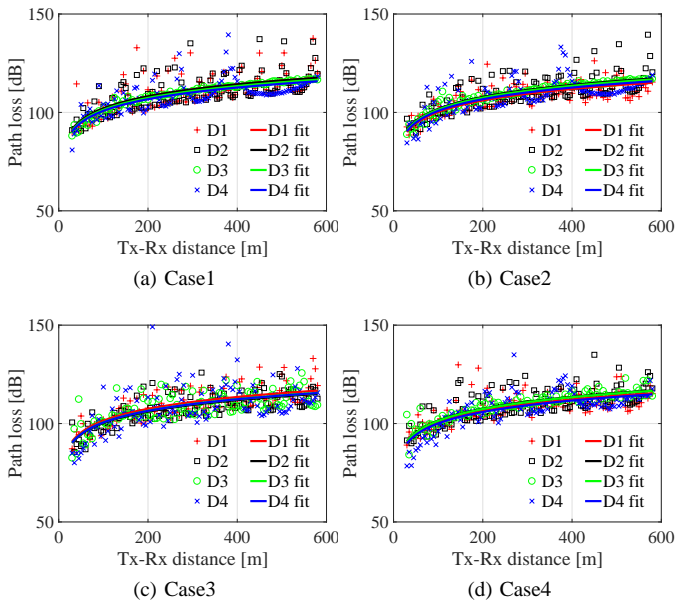 150
100
50
Path loss [dB]
D1 D1 fit
D2 D2 fit
D3 D3 fit
D4 D4 fit
0 200 400 600
Tx-Rx distance [m]
(a) Case1
150
100
50
Path loss [dB]
D1 D1 fit
D2 D2 fit
D3 D3 fit
D4 D4 fit
0 200 400 600
Tx-Rx distance [m]
(b) Case2
150
100
50
Path loss [dB]
D1 D1 fit
D2 D2 fit
D3 D3 fit
D4 D4 fit
0 200 400 600
Tx-Rx distance [m]
(c) Case3
150
100
50
Path loss [dB]
D1 D1 fit
D2 D2 fit
D3 D3 fit
D4 D4 fit
0 200 400 600
Tx-Rx distance [m]
(d) Case4